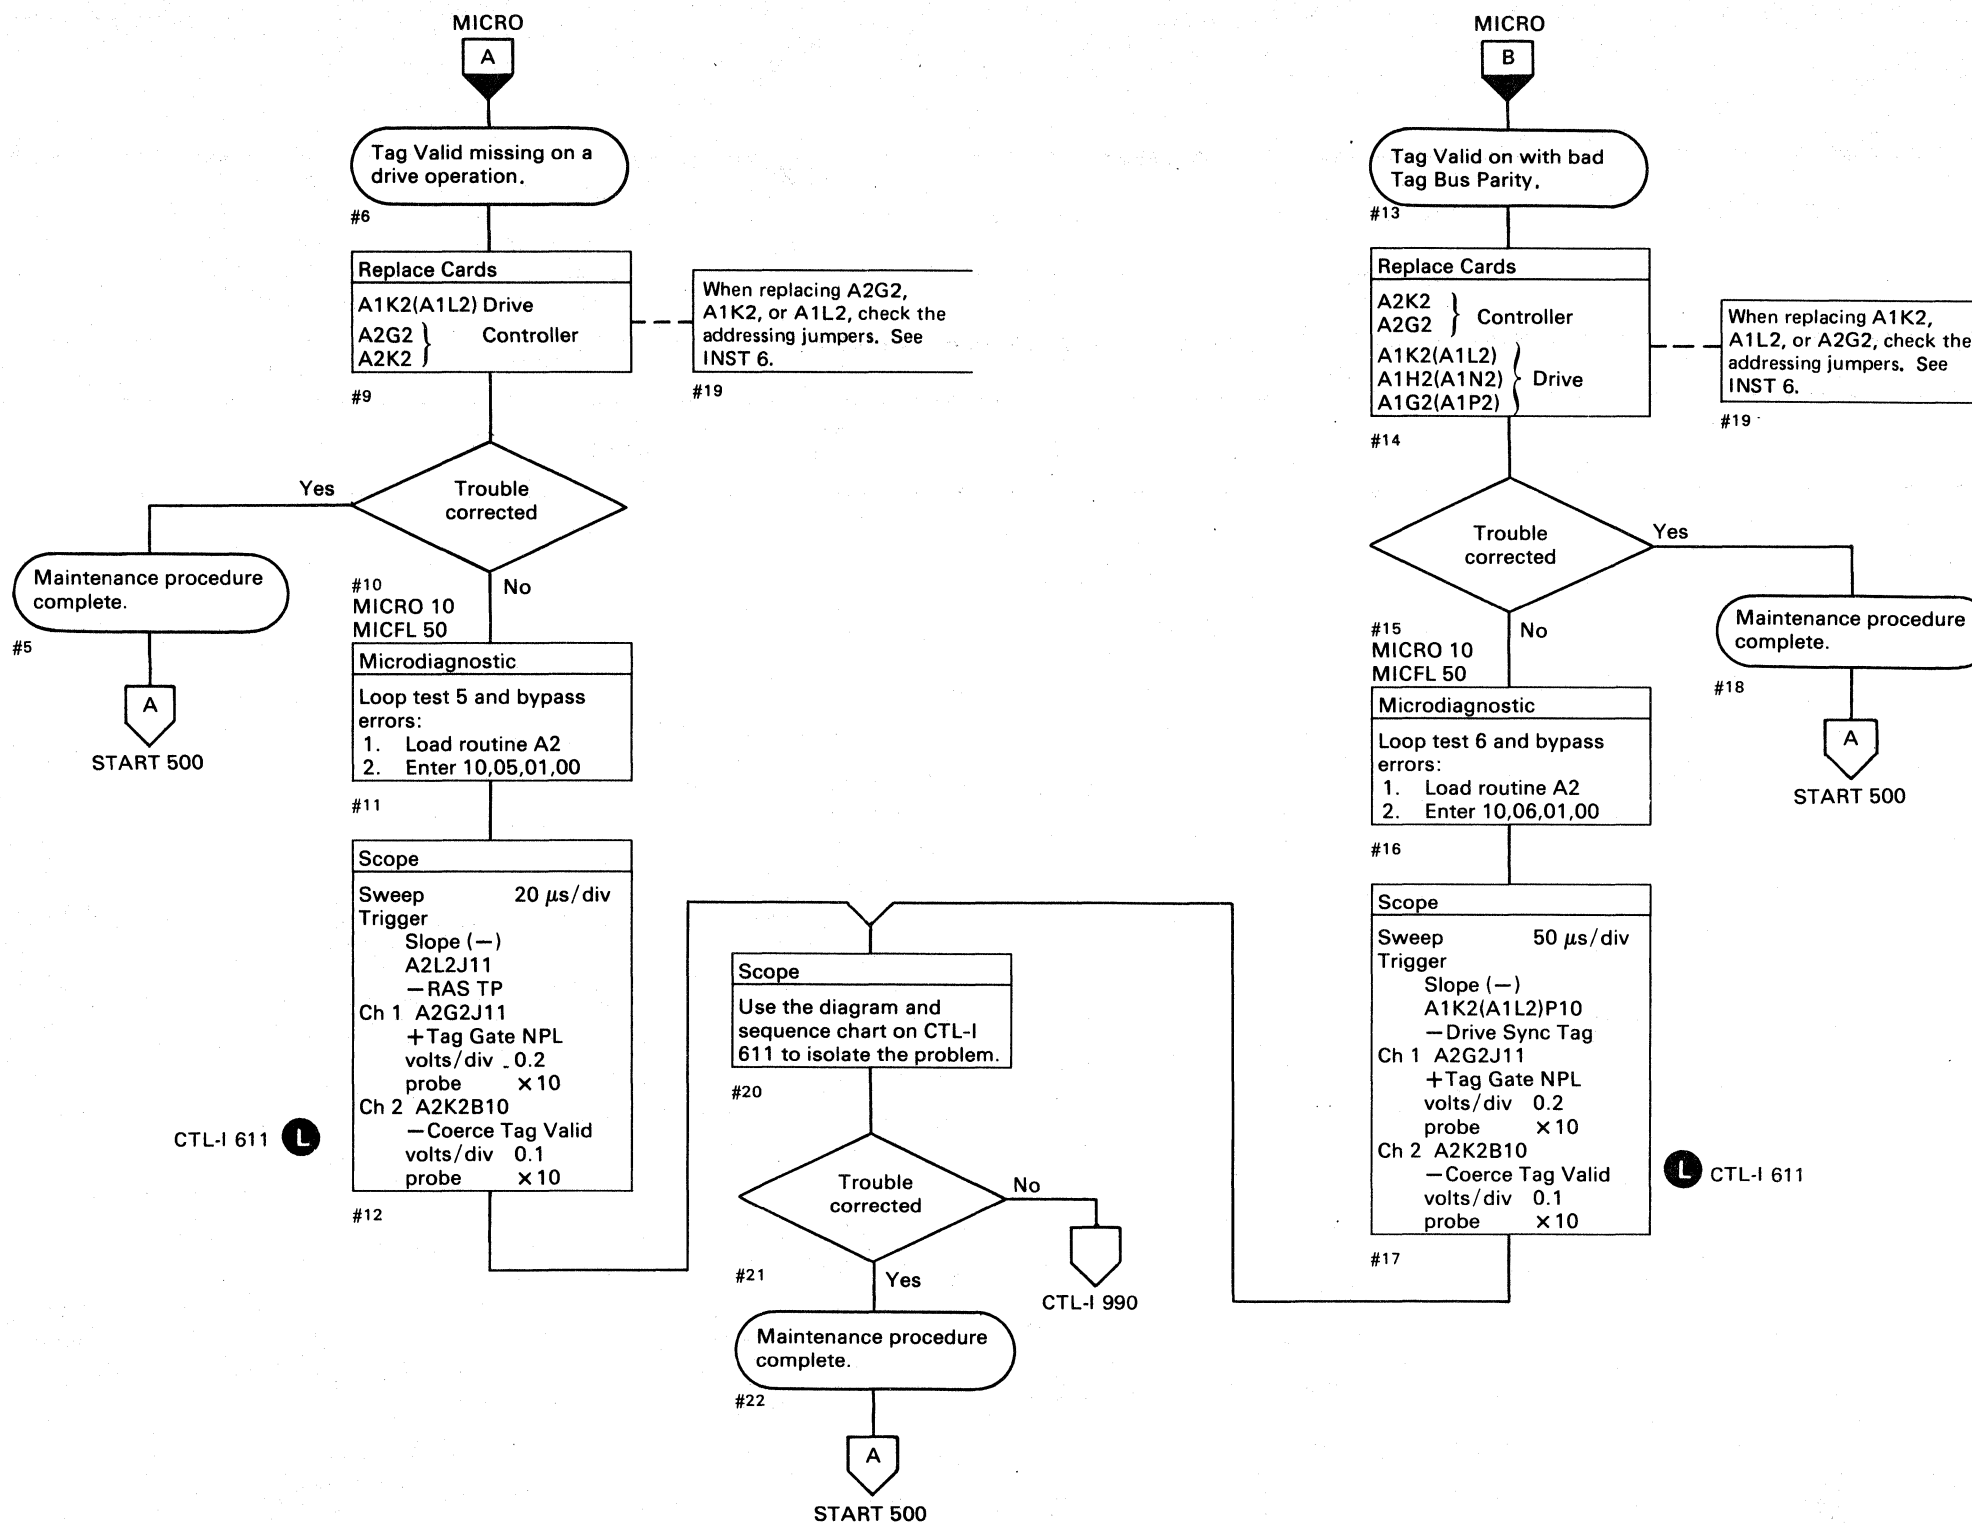 MICRO
A
Tag Valid missing on a
drive operation.
#6
Replace Cards
A1K2(A1L2) Drive
A2G2
A2K2
} Controller
#9
When replacing A2G2,
A1K2, or A1L2, check the
addressing jumpers. See
INST 6.
#19
Trouble
corrected
Yes
No
Maintenance procedure
complete.
#5
A
START 500
#10
MICRO 10
MICFL 50
Microdiagnostic
Loop test 5 and bypass
errors:
1. Load routine A2
2. Enter 10,05,01,00
#11
Scope
Sweep 20 μs/div
Trigger
Slope (—)
A2L2J11
—RAS TP
Ch 1 A2G2J11
+Tag Gate NPL
volts/div 0.2
probe ×10
Ch 2 A2K2B10
—Coerce Tag Valid
volts/div 0.1
probe ×10
#12
CTL-I 611 L
Scope
Use the diagram and
sequence chart on CTL-I
611 to isolate the problem.
#20
Trouble
corrected
No
CTL-I 990
#21
Yes
Maintenance procedure
complete.
#22
A
START 500
MICRO
B
Tag Valid on with bad
Tag Bus Parity.
#13
Replace Cards
A2K2
A2G2
} Controller
A1K2(A1L2)
A1H2(A1N2)
A1G2(A1P2)
} Drive
#14
When replacing A1K2,
A1L2, or A2G2, check the
addressing jumpers. See
INST 6.
#19
Trouble
corrected
Yes
No
Maintenance procedure
complete.
#18
A
START 500
#15
MICRO 10
MICFL 50
Microdiagnostic
Loop test 6 and bypass
errors:
1. Load routine A2
2. Enter 10,06,01,00
#16
Scope
Sweep 50 μs/div
Trigger
Slope (—)
A1K2(A1L2)P10
—Drive Sync Tag
Ch 1 A2G2J11
+Tag Gate NPL
volts/div 0.2
probe ×10
Ch 2 A2K2B10
—Coerce Tag Valid
volts/div 0.1
probe ×10
#17
L CTL-I 611